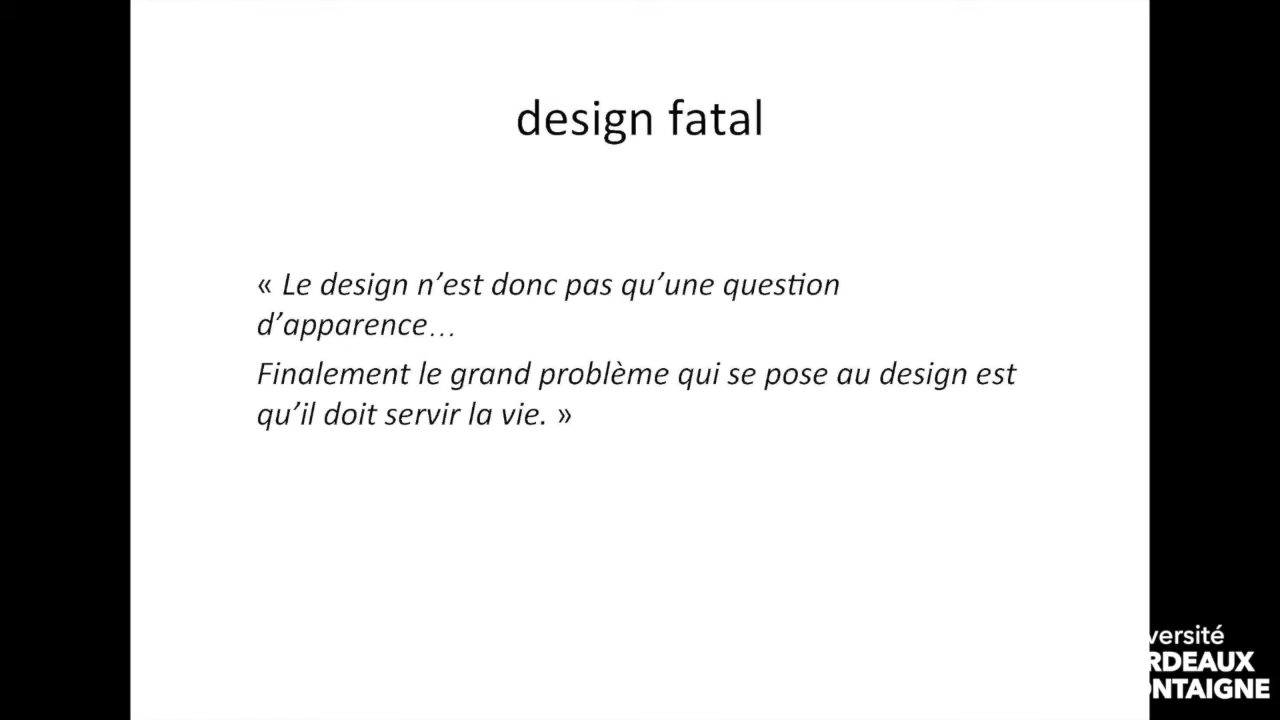 design fatal
« Le design n’est donc pas qu’une question
d’apparence…
Finalement le grand problème qui se pose au design est
qu’il doit servir la vie. »
versité
RDEAUX
ONTAIGNE